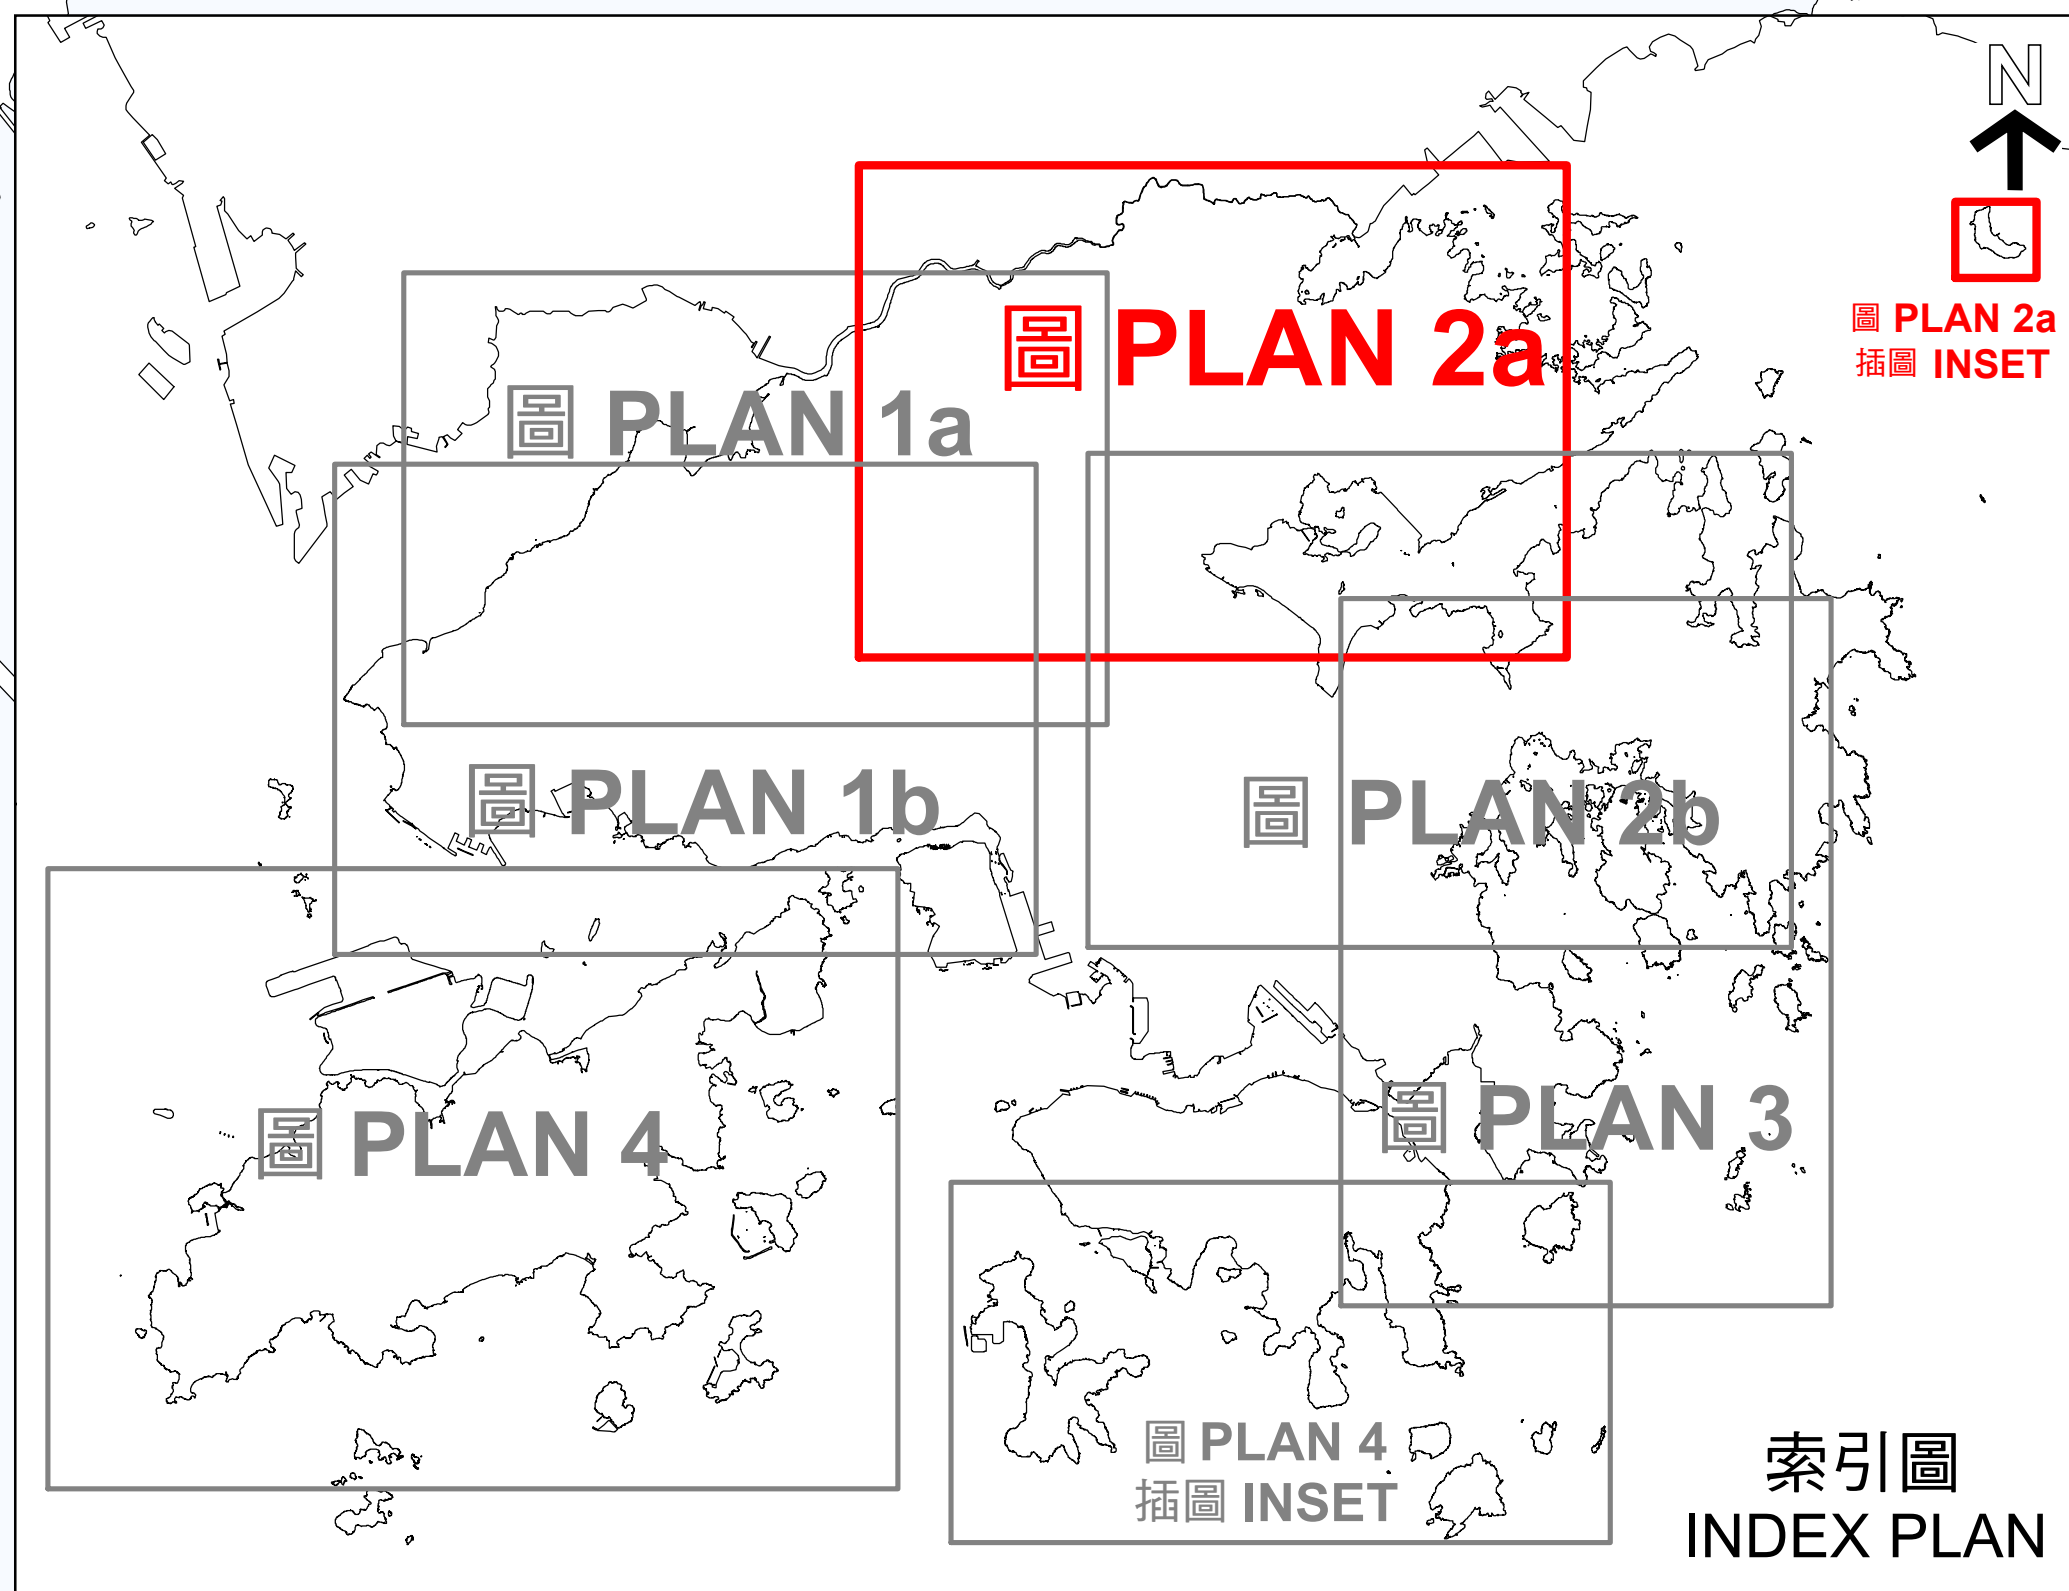 N
圖 PLAN 2a
插圖 INSET
圖 PLAN 2a
圖 PLAN 1a
圖 PLAN 1b
圖 PLAN 2b
圖 PLAN 3
圖 PLAN 4
圖 PLAN 4
插圖 INSET
索引圖
INDEX PLAN